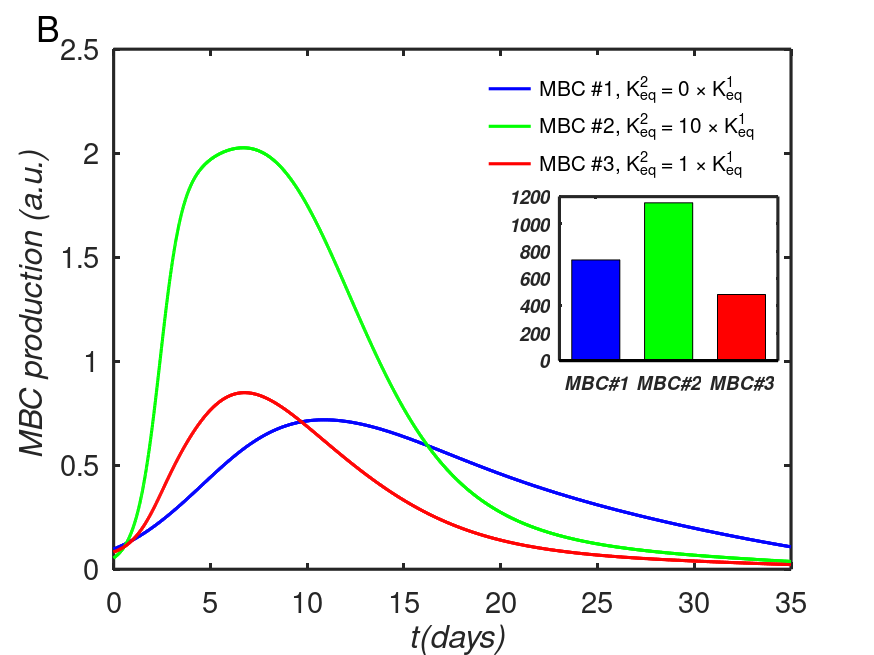 B
2.5
2
1.5
1
0.5
0
MBC production (a.u.)
MBC #1, K²eq = 0 × K¹eq
MBC #2, K²eq = 10 × K¹eq
MBC #3, K²eq = 1 × K¹eq
1200
1000
800
600
400
200
0
MBC#1 MBC#2 MBC#3
0 5 10 15 20 25 30 35
t(days)